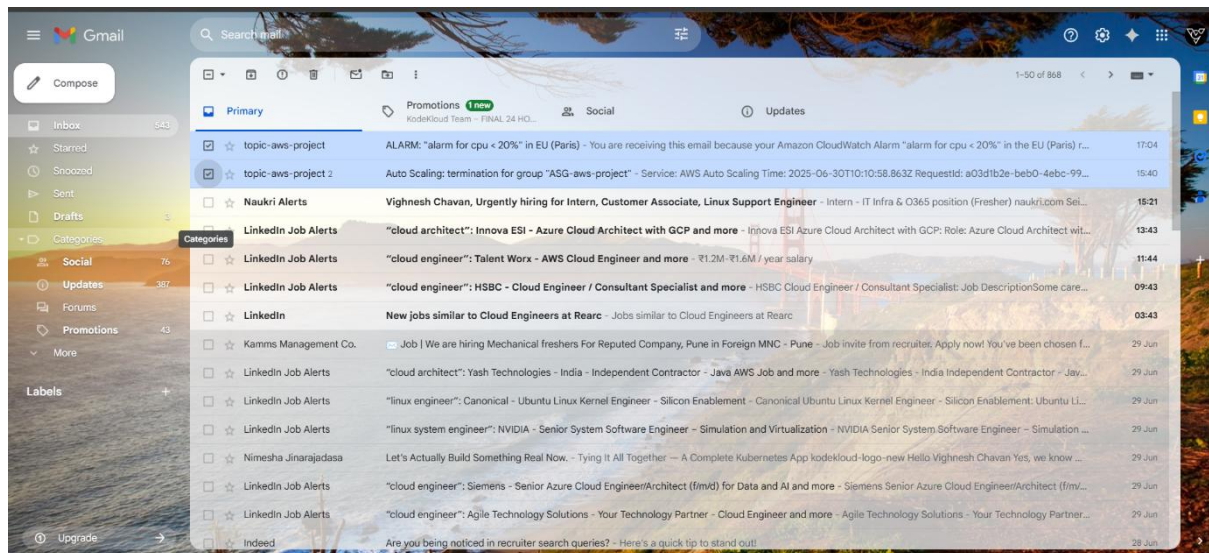 Gmail
Search mail
Compose
1–50 of 868
Inbox 543
Starred
Snoozed
Sent
Drafts
Categories
Categories
Social 76
Updates 387
Forums
Promotions 43
More
Labels
Upgrade
Primary
Promotions 1 new
KodeKloud Team – FINAL 24 HO...
Social
Updates
topic-aws-project ALARM: "alarm for cpu < 20%" in EU (Paris) - You are receiving this email because your Amazon CloudWatch Alarm "alarm for cpu < 20%" in the EU (Paris) r... 17:04
topic-aws-project 2 Auto Scaling: termination for group "ASG-aws-project" - Service: AWS Auto Scaling Time: 2025-06-30T10:10:58.863Z RequestId: a03d1b2e-beb0-4ebc-99... 15:40
Naukri Alerts Vighnesh Chavan, Urgently hiring for Intern, Customer Associate, Linux Support Engineer - Intern - IT Infra & O365 position (Fresher) naukri.com Sei... 15:21
LinkedIn Job Alerts "cloud architect": Innova ESI - Azure Cloud Architect with GCP and more - Innova ESI Azure Cloud Architect with GCP: Role: Azure Cloud Architect wit... 13:43
LinkedIn Job Alerts "cloud engineer": Talent Worx - AWS Cloud Engineer and more - ₹1.2M-₹1.6M / year salary 11:44
LinkedIn Job Alerts "cloud engineer": HSBC - Cloud Engineer / Consultant Specialist and more - HSBC Cloud Engineer / Consultant Specialist: Job DescriptionSome care... 09:43
LinkedIn New jobs similar to Cloud Engineers at Rearc - Jobs similar to Cloud Engineers at Rearc 03:43
Kamms Management Co. Job | We are hiring Mechanical freshers For Reputed Company, Pune in Foreign MNC - Pune - Job invite from recruiter. Apply now! You've been chosen f... 29 Jun
LinkedIn Job Alerts "cloud architect": Yash Technologies - India - Independent Contractor - Java AWS Job and more - Yash Technologies - India Independent Contractor - Jav... 29 Jun
LinkedIn Job Alerts "linux engineer": Canonical - Ubuntu Linux Kernel Engineer - Silicon Enablement - Canonical Ubuntu Linux Kernel Engineer - Silicon Enablement: Ubuntu Li... 29 Jun
LinkedIn Job Alerts "linux system engineer": NVIDIA - Senior System Software Engineer – Simulation and Virtualization - NVIDIA Senior System Software Engineer – Simulation ... 29 Jun
Nimesha Jinarajadasa Let's Actually Build Something Real Now. - Tying It All Together — A Complete Kubernetes App kodekloud-logo-new Hello Vighnesh Chavan Yes, we know ... 29 Jun
LinkedIn Job Alerts "cloud engineer": Siemens - Senior Azure Cloud Engineer/Architect (f/m/d) for Data and AI and more - Siemens Senior Azure Cloud Engineer/Architect (f/m/... 29 Jun
LinkedIn Job Alerts "cloud engineer": Agile Technology Solutions - Your Technology Partner - Cloud Engineer and more - Agile Technology Solutions - Your Technology Partner... 29 Jun
Indeed Are you being noticed in recruiter search queries? - Here's a quick tip to stand out! 28 Jun